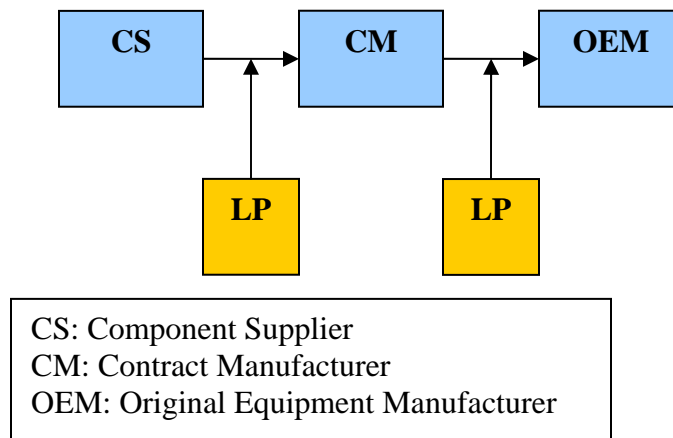 CS
CM
OEM
LP
LP
CS: Component Supplier
CM: Contract Manufacturer
OEM: Original Equipment Manufacturer